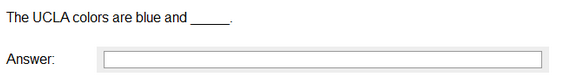 The UCLA colors are blue and _____.
Answer: